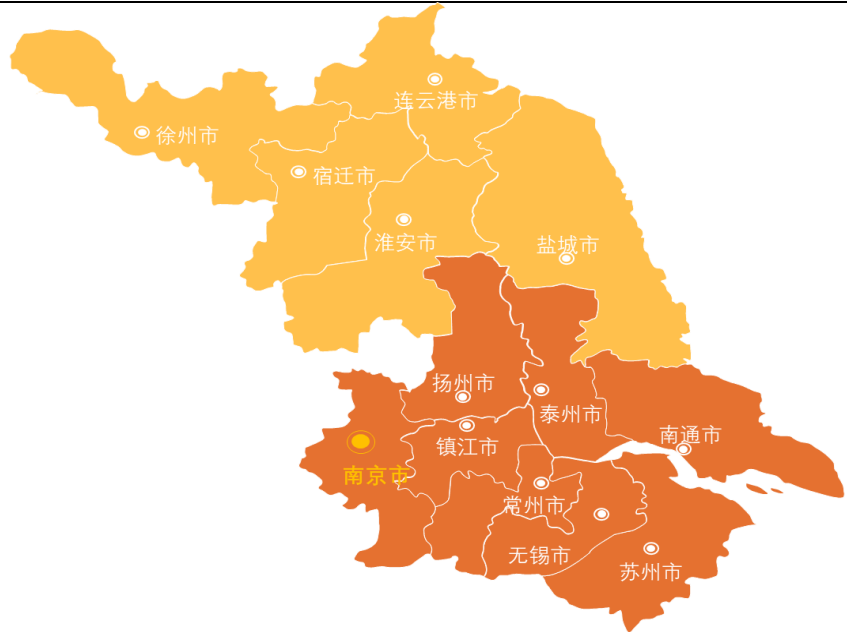 连云港市
徐州市
宿迁市
淮安市
盐城市
扬州市
泰州市
南通市
镇江市
南京市
常州市
无锡市
苏州市